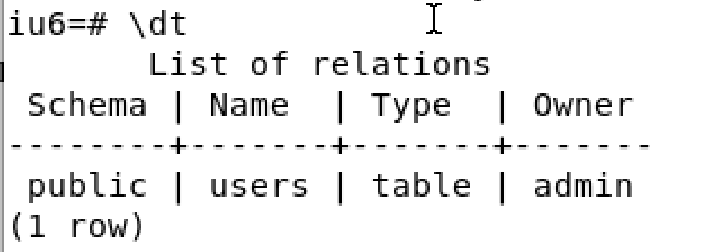 iu6=# \dt
List of relations
Schema | Name | Type | Owner
--------+-------+-------+-------
public | users | table | admin
(1 row)